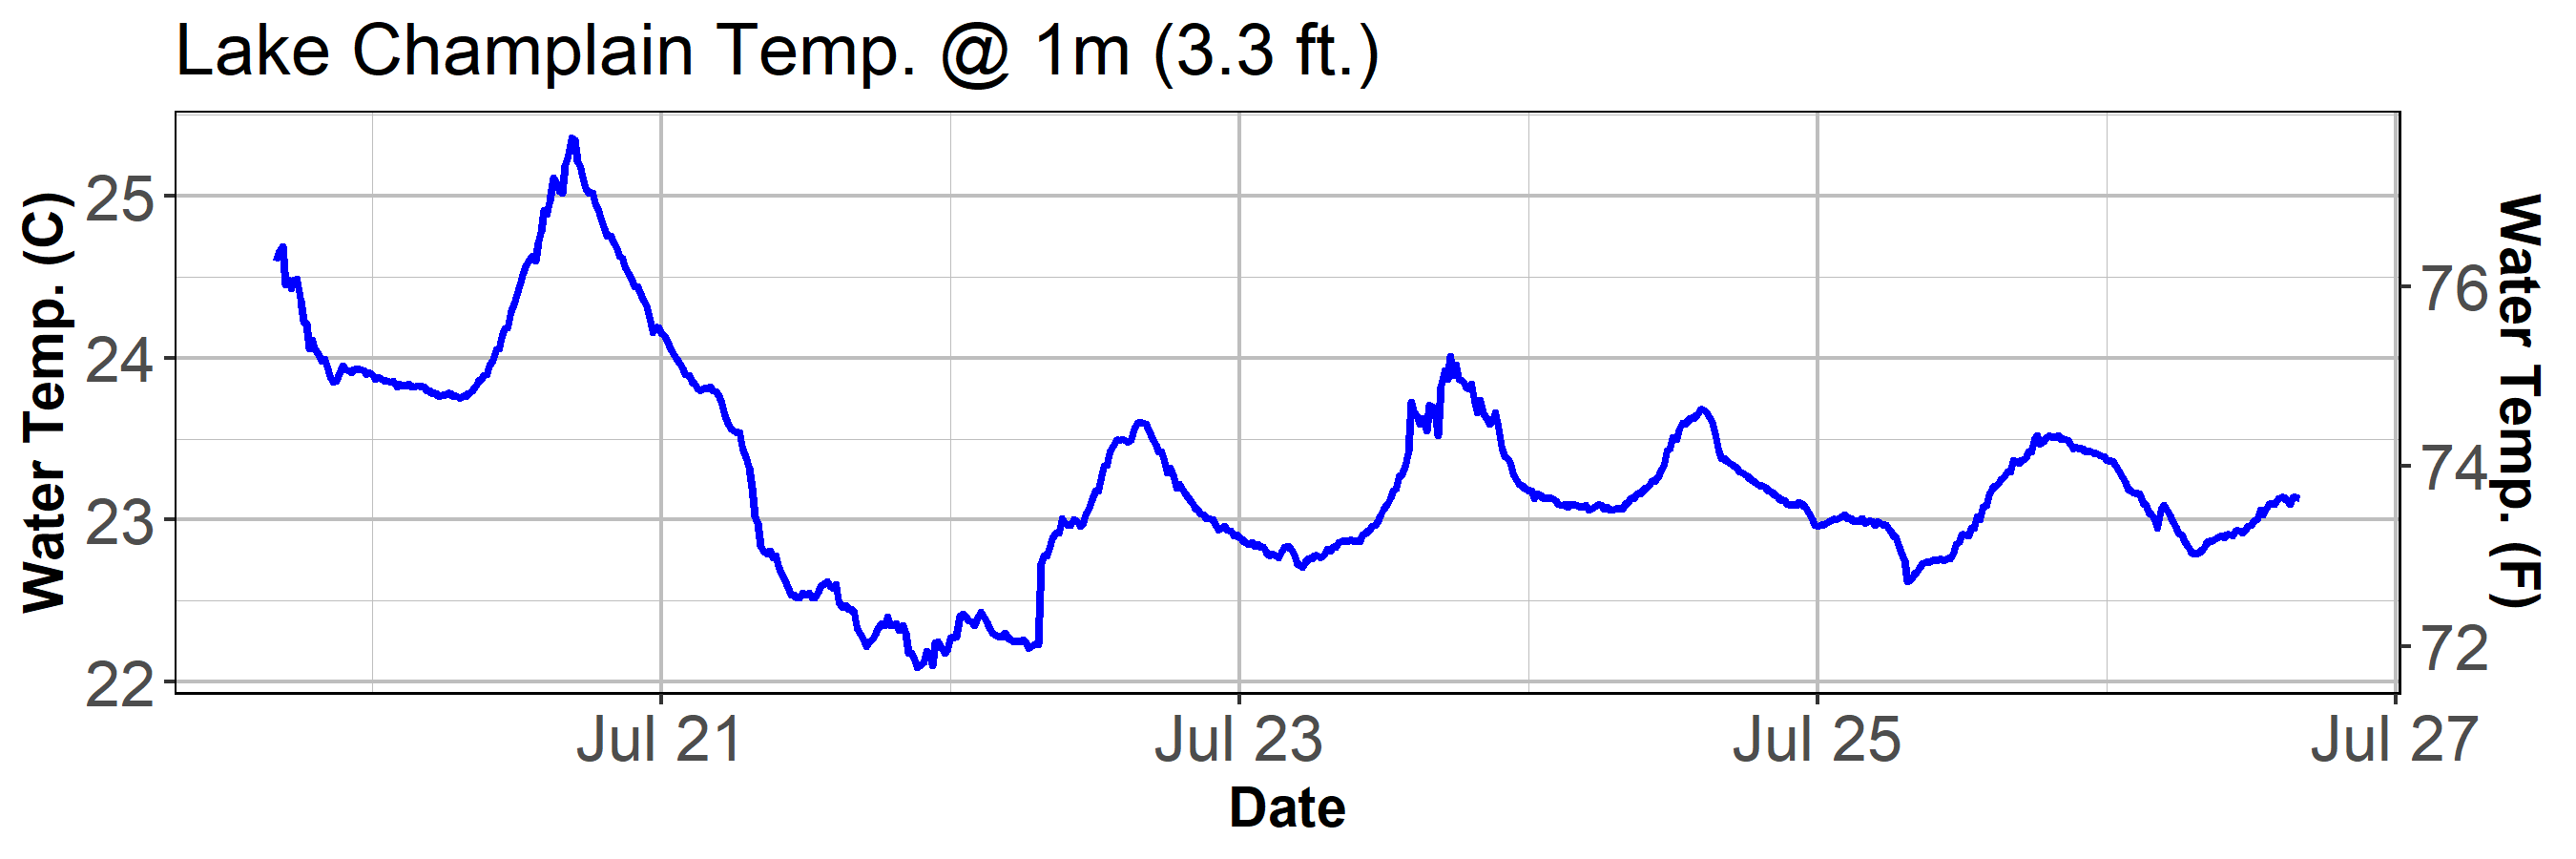 Lake Champlain Temp. @ 1m (3.3 ft.)
Water Temp. (C)
25
24
23
22
Water Temp. (F)
76
74
72
Jul 21
Jul 23
Jul 25
Jul 27
Date